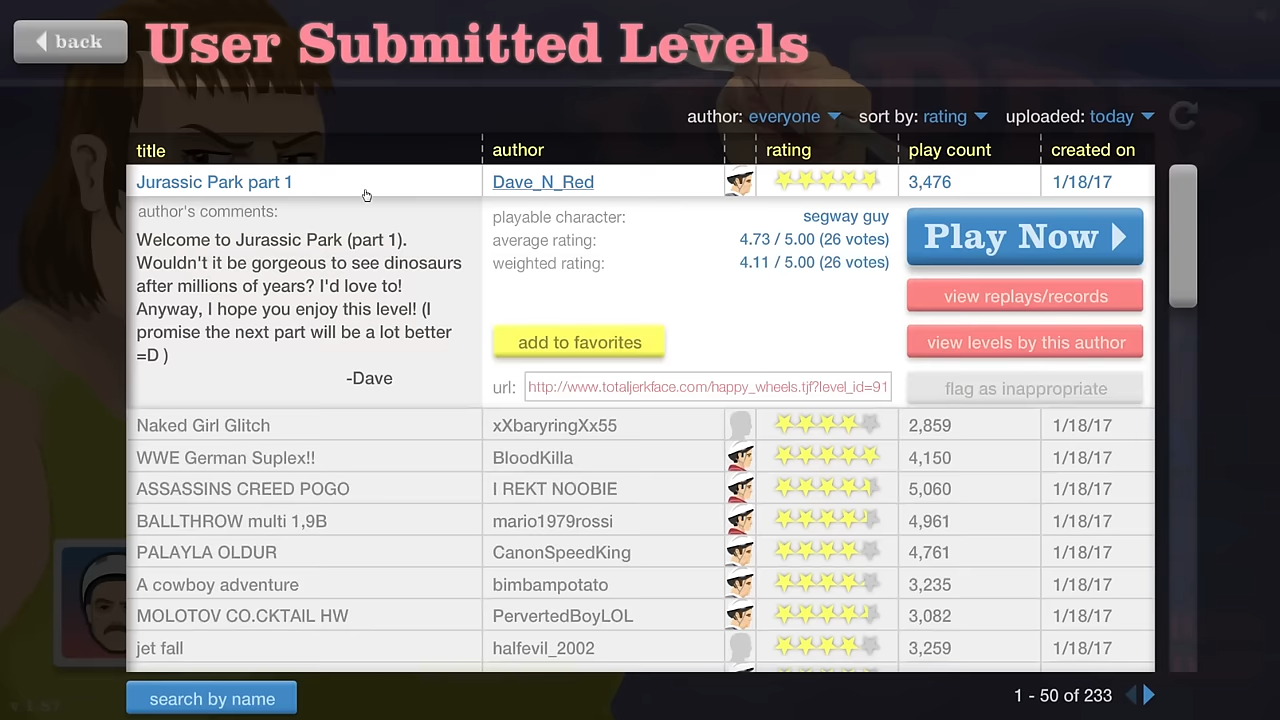 back
User Submitted Levels
author: everyone sort by: rating uploaded: today
title author rating play count created on
Jurassic Park part 1 Dave_N_Red 3,476 1/18/17
author's comments:
Welcome to Jurassic Park (part 1).
Wouldn't it be gorgeous to see dinosaurs
after millions of years? I'd love to!
Anyway, I hope you enjoy this level! (I
promise the next part will be a lot better
=D )
-Dave
playable character: segway guy
average rating: 4.73 / 5.00 (26 votes)
weighted rating: 4.11 / 5.00 (26 votes)
add to favorites
url: http://www.totaljerkface.com/happy_wheels.tjf?level_id=91
Play Now
view replays/records
view levels by this author
flag as inappropriate
Naked Girl Glitch xXbaryringXx55 2,859 1/18/17
WWE German Suplex!! BloodKilla 4,150 1/18/17
ASSASSINS CREED POGO I REKT NOOBIE 5,060 1/18/17
BALLTHROW multi 1,9B mario1979rossi 4,961 1/18/17
PALAYLA OLDUR CanonSpeedKing 4,761 1/18/17
A cowboy adventure bimbampotato 3,235 1/18/17
MOLOTOV CO.CKTAIL HW PervertedBoyLOL 3,082 1/18/17
jet fall halfevil_2002 3,259 1/18/17
search by name
1 - 50 of 233